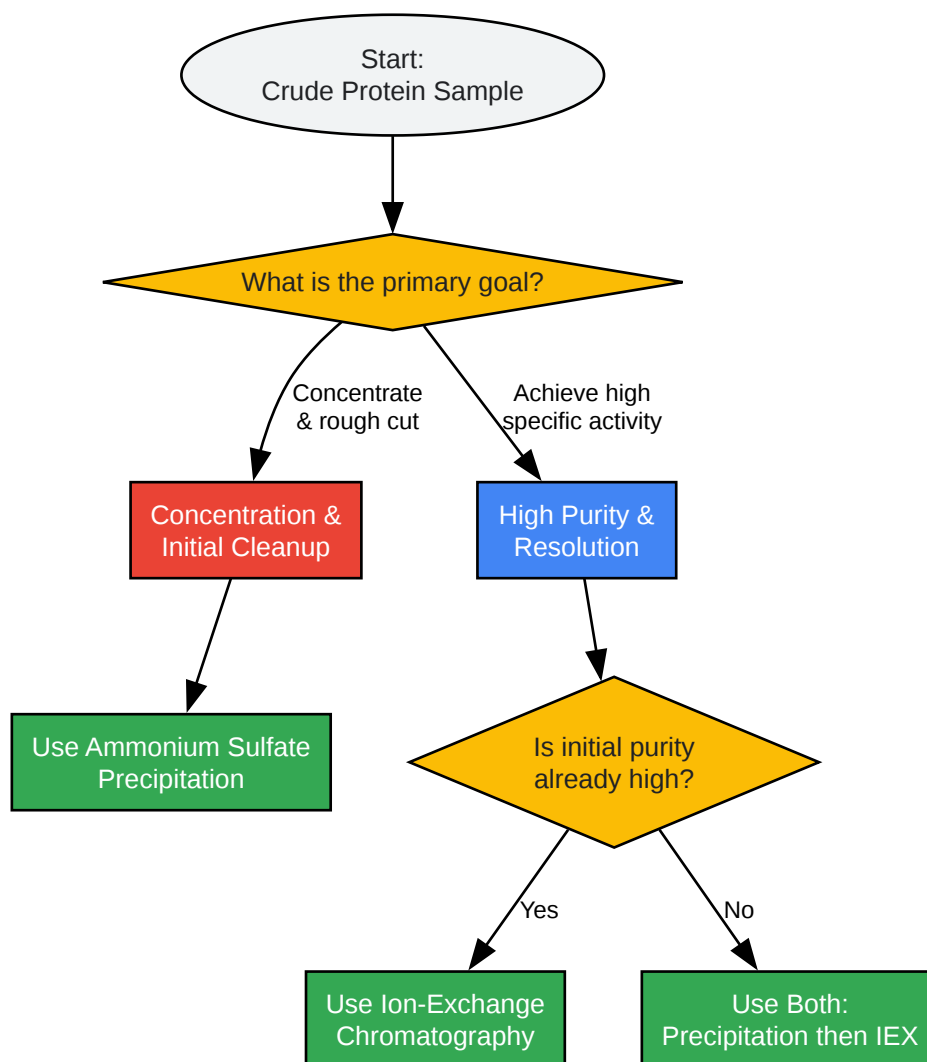 Start:
Crude Protein Sample
What is the primary goal?
Concentrate
& rough cut
Achieve high
specific activity
Concentration &
Initial Cleanup
High Purity &
Resolution
Use Ammonium Sulfate
Precipitation
Is initial purity
already high?
Yes
No
Use Ion-Exchange
Chromatography
Use Both:
Precipitation then IEX